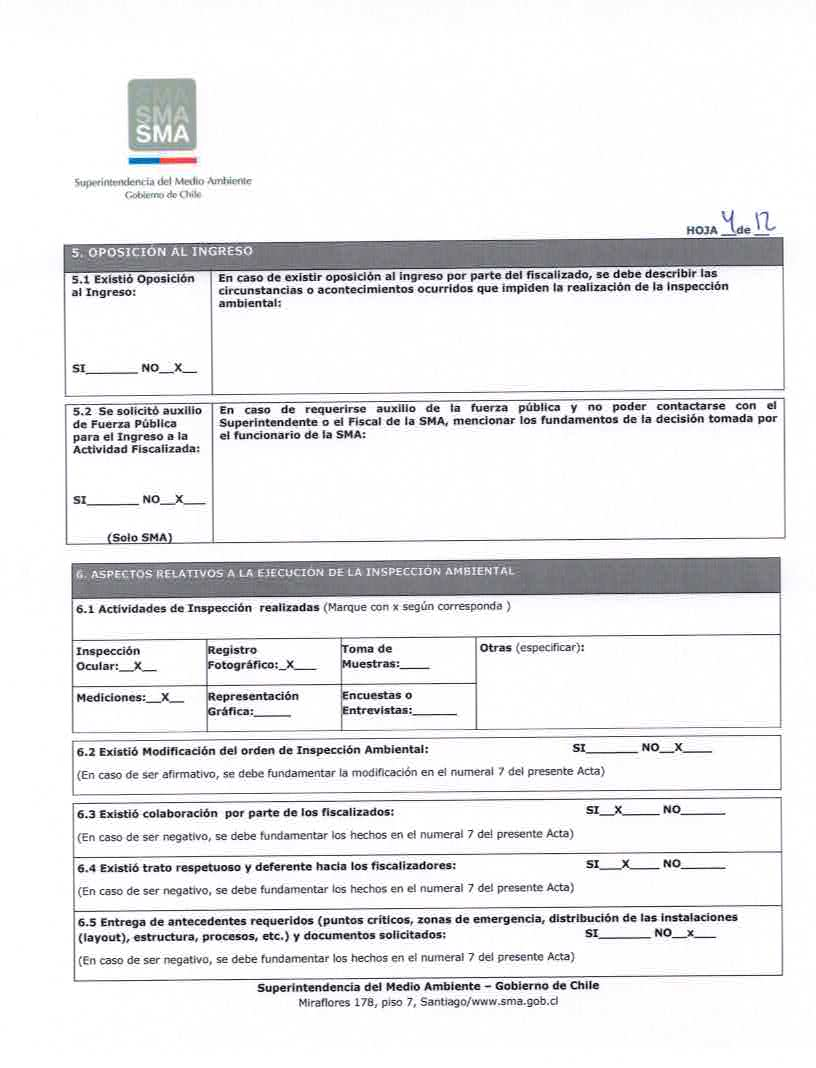 SMA
SMA
SMA
Superintendencia del Medio Ambiente
Gobierno de Chile
HOJA 4 de 12
5. OPOSICIÓN AL INGRESO
5.1 Existió Oposición
al Ingreso:
SI________ NO__X__
En caso de existir oposición al ingreso por parte del fiscalizado, se debe describir las
circunstancias o acontecimientos ocurridos que impiden la realización de la inspección
ambiental:
5.2 Se solicitó auxilio
de Fuerza Pública
para el Ingreso a la
Actividad Fiscalizada:
SI________ NO__X___
(Solo SMA)
En caso de requerirse auxilio de la fuerza pública y no poder contactarse con el
Superintendente o el Fiscal de la SMA, mencionar los fundamentos de la decisión tomada por
el funcionario de la SMA:
6. ASPECTOS RELATIVOS A LA EJECUCIÓN DE LA INSPECCIÓN AMBIENTAL
6.1 Actividades de Inspección realizadas (Marque con x según corresponda )
Inspección
Ocular:__X__
Registro
Fotográfico:_X___
Toma de
Muestras:____
Otras (especificar):
Mediciones:__X__
Representación
Gráfica:_____
Encuestas o
Entrevistas:______
6.2 Existió Modificación del orden de Inspección Ambiental: SI_______ NO__X____
(En caso de ser afirmativo, se debe fundamentar la modificación en el numeral 7 del presente Acta)
6.3 Existió colaboración por parte de los fiscalizados: SI__X_____ NO______
(En caso de ser negativo, se debe fundamentar los hechos en el numeral 7 del presente Acta)
6.4 Existió trato respetuoso y deferente hacia los fiscalizadores: SI___X____ NO______
(En caso de ser negativo, se debe fundamentar los hechos en el numeral 7 del presente Acta)
6.5 Entrega de antecedentes requeridos (puntos críticos, zonas de emergencia, distribución de las instalaciones
(layout), estructura, procesos, etc.) y documentos solicitados: SI_______ NO__x___
(En caso de ser negativo, se debe fundamentar los hechos en el numeral 7 del presente Acta)
Superintendencia del Medio Ambiente – Gobierno de Chile
Miraflores 178, piso 7, Santiago/www.sma.gob.cl